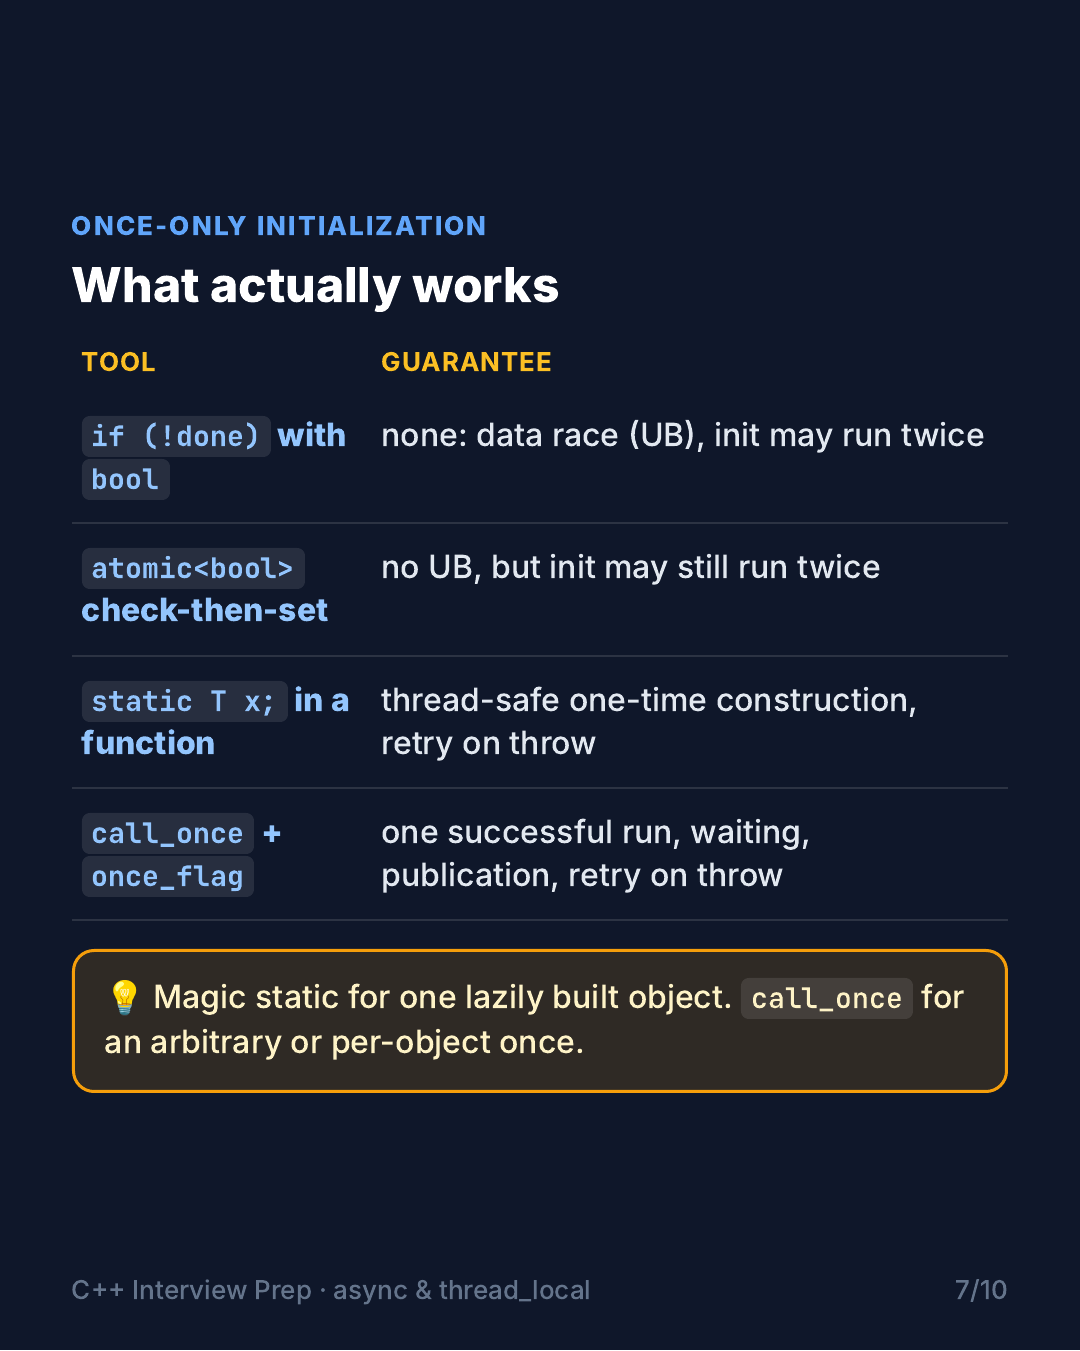 ONCE-ONLY INITIALIZATION
What actually works
TOOL GUARANTEE
if (!done) with none: data race (UB), init may run twice
bool
atomic<bool> no UB, but init may still run twice
check-then-set
static T x; in a thread-safe one-time construction,
function retry on throw
call_once + one successful run, waiting,
once_flag publication, retry on throw
💡 Magic static for one lazily built object. call_once for
an arbitrary or per-object once.
C++ Interview Prep · async & thread_local 7/10